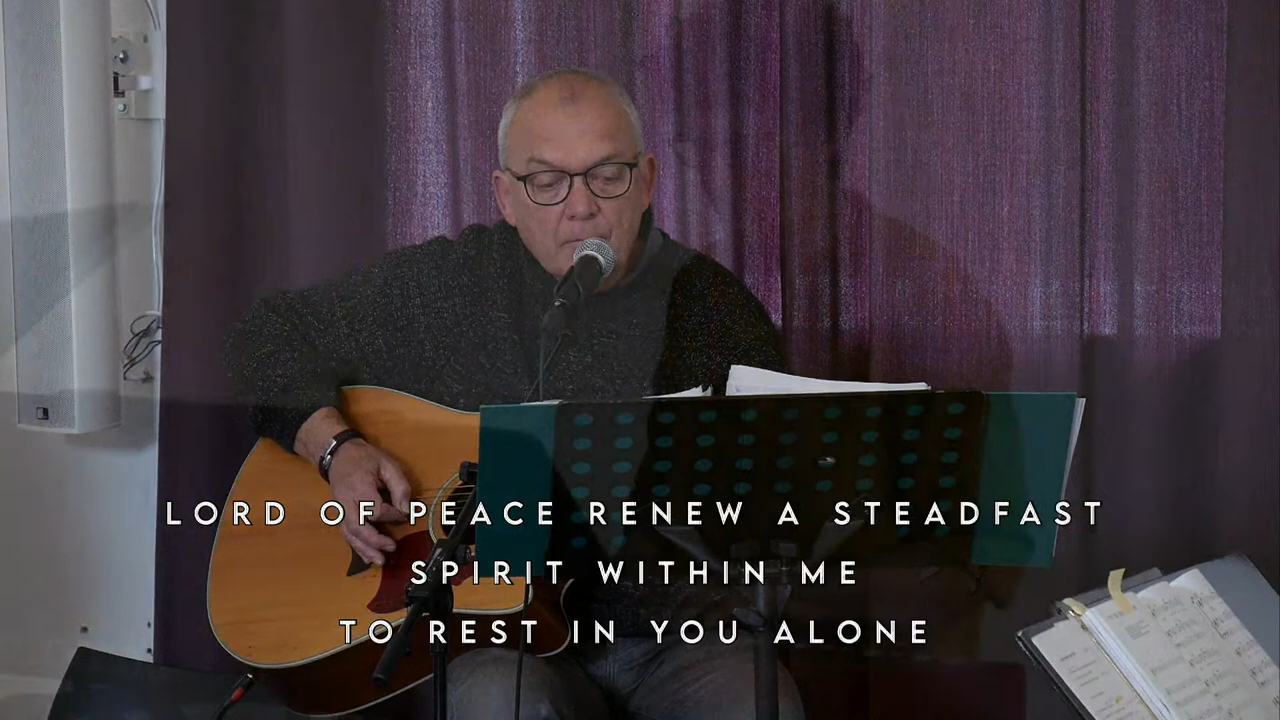 LORD OF PEACE RENEW A STEADFAST
SPIRIT WITHIN ME
TO REST IN YOU ALONE